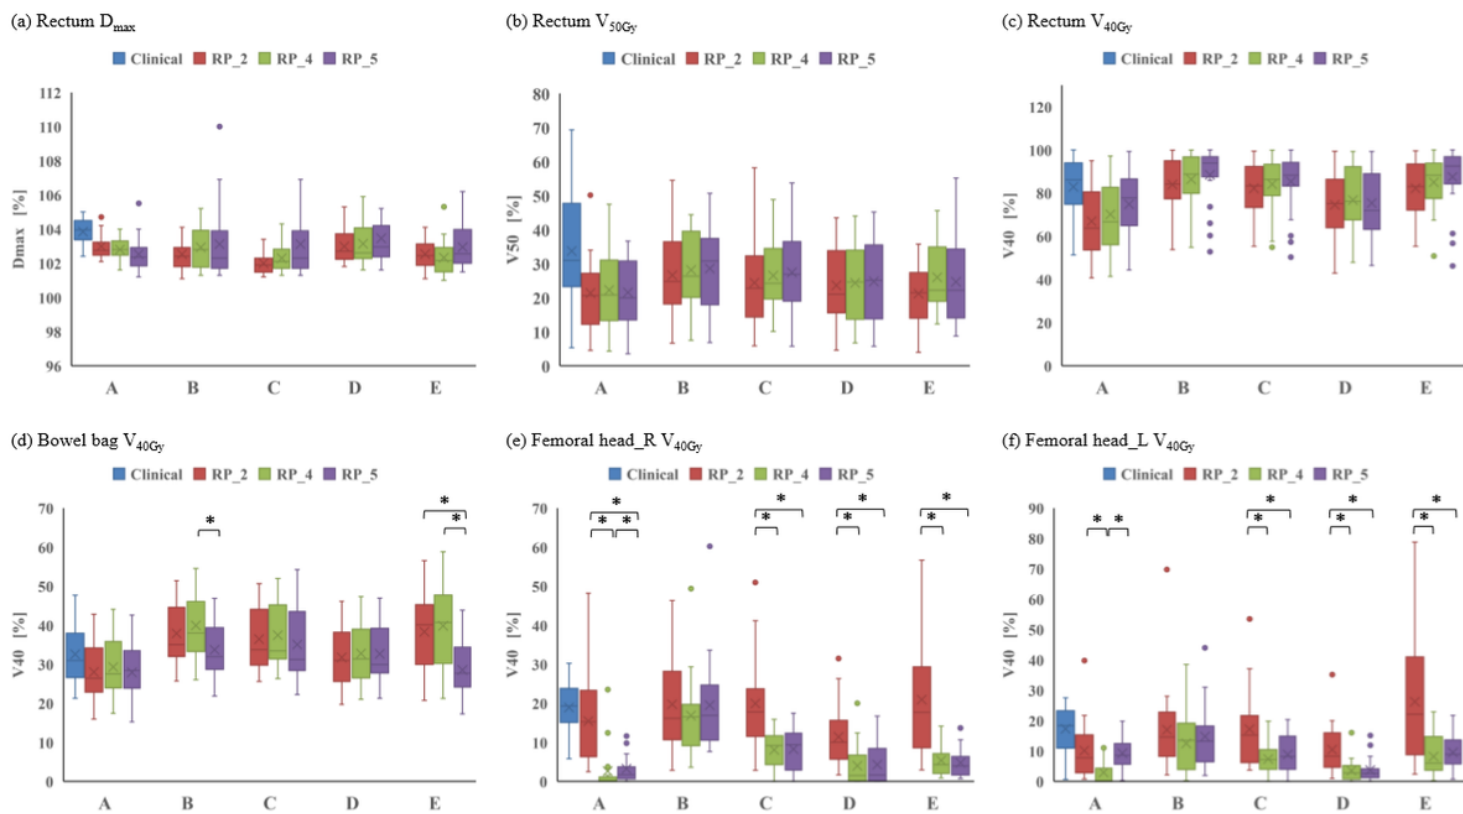 (a) Rectum Dmax
Clinical RP_2 RP_4 RP_5
112
110
108
106
104
102
100
98
96
Dmax [%]
A B C D E
(b) Rectum V50Gy
Clinical RP_2 RP_4 RP_5
80
70
60
50
40
30
20
10
0
V50 [%]
A B C D E
(c) Rectum V40Gy
Clinical RP_2 RP_4 RP_5
120
100
80
60
40
20
0
V40 [%]
A B C D E
(d) Bowel bag V40Gy
Clinical RP_2 RP_4 RP_5
* * *
70
60
50
40
30
20
10
0
V40 [%]
A B C D E
(e) Femoral head_R V40Gy
Clinical RP_2 RP_4 RP_5
* * * * * * * * *
70
60
50
40
30
20
10
0
V40 [%]
A B C D E
(f) Femoral head_L V40Gy
Clinical RP_2 RP_4 RP_5
* * * * * * * *
90
80
70
60
50
40
30
20
10
0
V40 [%]
A B C D E